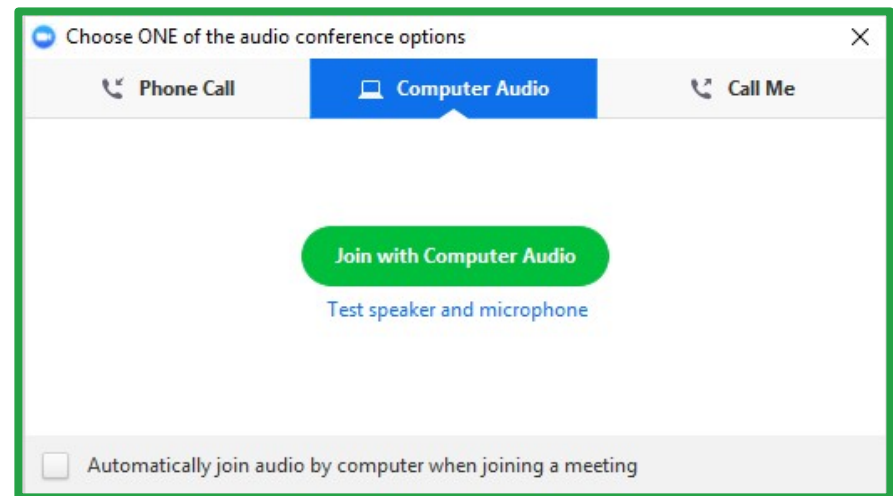 Choose ONE of the audio conference options
Phone Call
Computer Audio
Call Me
Join with Computer Audio
Test speaker and microphone
Automatically join audio by computer when joining a meeting